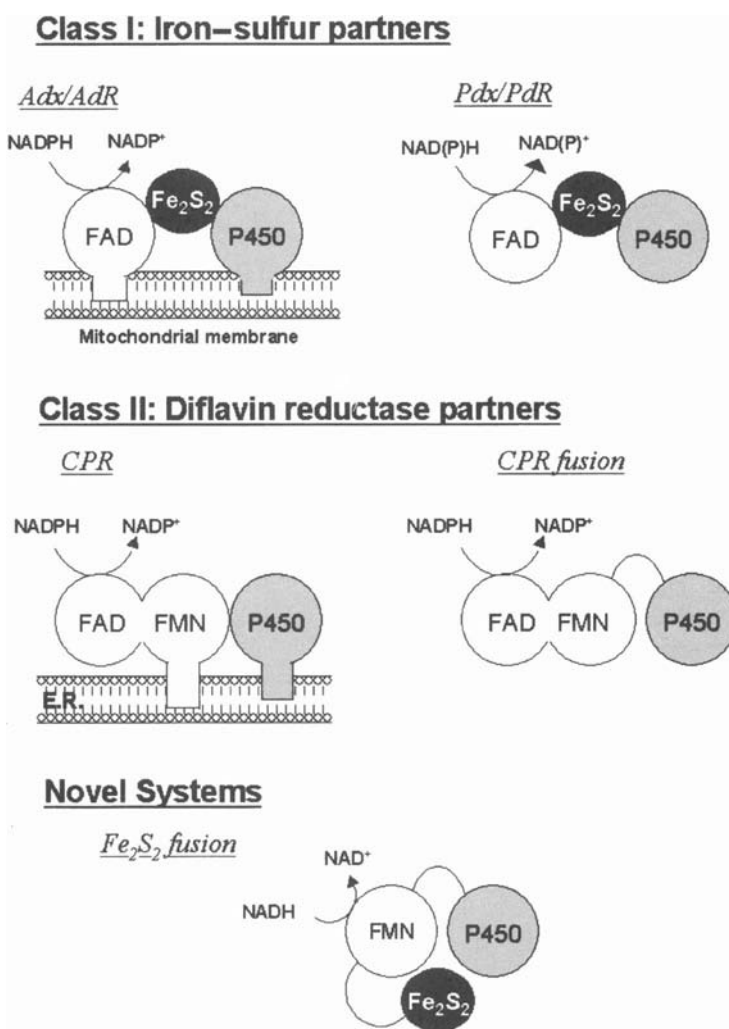 Class I: Iron–sulfur partners
Adx/AdR
Pdx/PdR
NADPH NADP⁺
NAD(P)H NAD(P)⁺
FAD Fe₂S₂ P450
FAD Fe₂S₂ P450
Mitochondrial membrane
Class II: Diflavin reductase partners
CPR
CPR fusion
NADPH NADP⁺
NADPH NADP⁺
FAD FMN P450
FAD FMN P450
E.R.
Novel Systems
Fe₂S₂ fusion
NAD⁺
NADH
FMN P450
Fe₂S₂